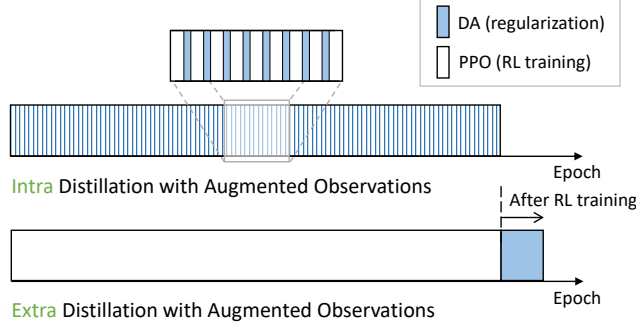 DA (regularization)
PPO (RL training)
Epoch
Intra Distillation with Augmented Observations
After RL training
Epoch
Extra Distillation with Augmented Observations